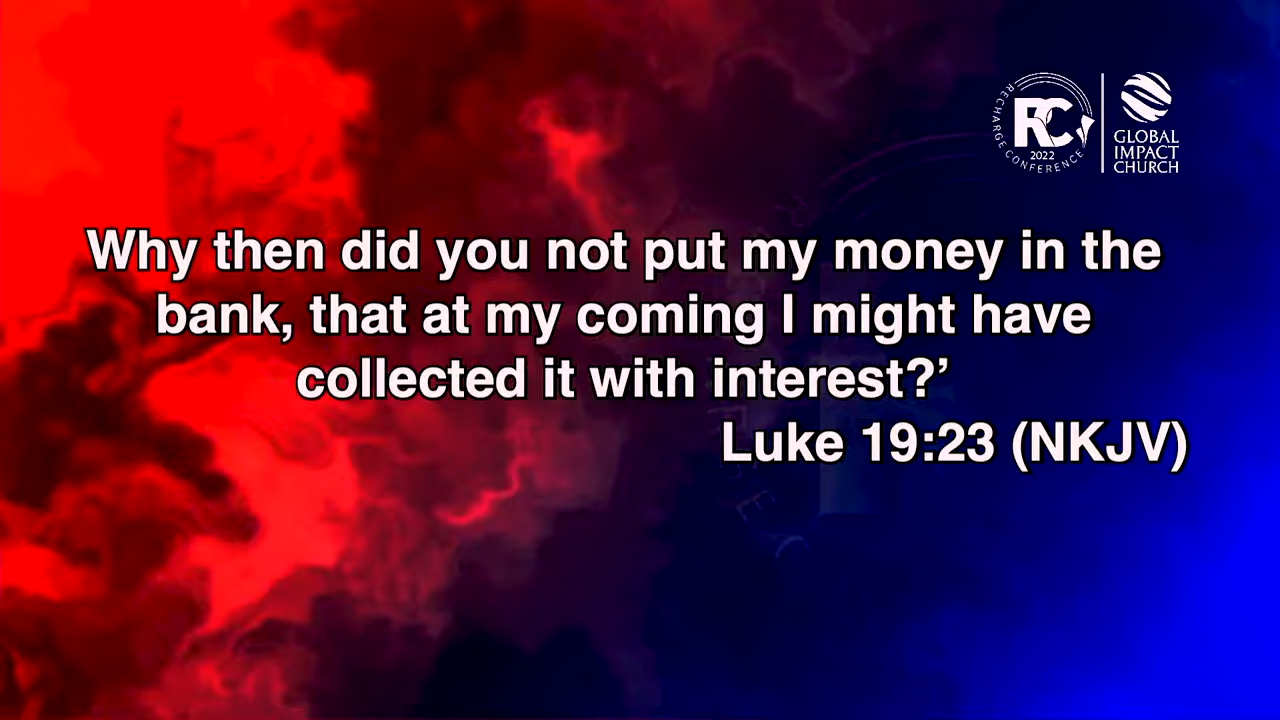 RECHARGE CONFERENCE
RC
2022
GLOBAL
IMPACT
CHURCH
Why then did you not put my money in the
bank, that at my coming I might have
collected it with interest?’
Luke 19:23 (NKJV)